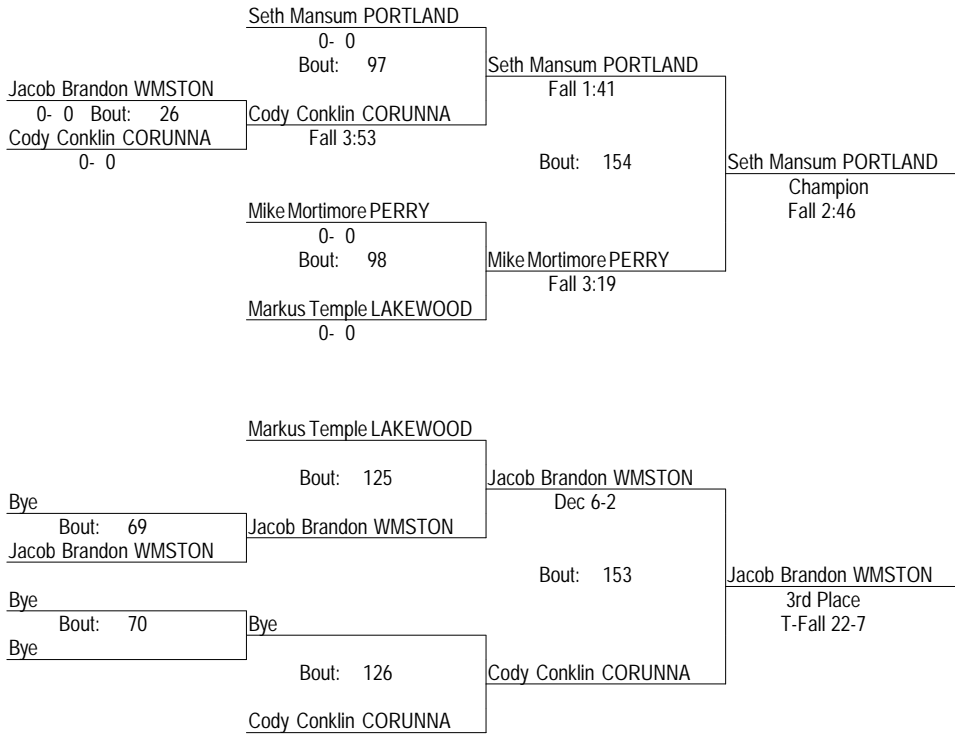 Seth Mansum PORTLAND
0- 0
Bout: 97
Seth Mansum PORTLAND
Fall 1:41
Jacob Brandon WMSTON
0- 0 Bout: 26
Cody Conklin CORUNNA
Fall 3:53
Cody Conklin CORUNNA
0- 0
Bout: 154
Seth Mansum PORTLAND
Champion
Fall 2:46
Mike Mortimore PERRY
0- 0
Bout: 98
Mike Mortimore PERRY
Fall 3:19
Markus Temple LAKEWOOD
0- 0
Markus Temple LAKEWOOD
Bout: 125
Jacob Brandon WMSTON
Dec 6-2
Bye
Bout: 69
Jacob Brandon WMSTON
Jacob Brandon WMSTON
Bout: 153
Jacob Brandon WMSTON
3rd Place
T-Fall 22-7
Bye
Bout: 70
Bye
Bye
Bout: 126
Cody Conklin CORUNNA
Cody Conklin CORUNNA